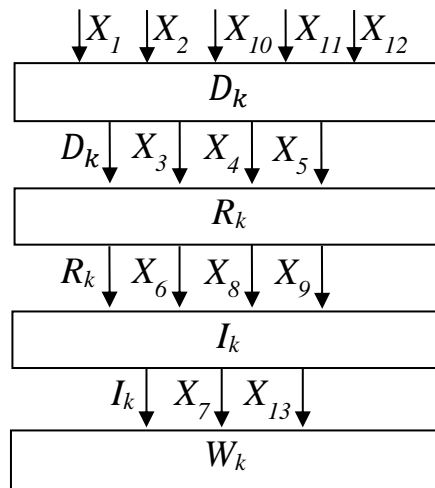 X₁ X₂ X₁₀ X₁₁ X₁₂
Dₖ
Dₖ X₃ X₄ X₅
Rₖ
Rₖ X₆ X₈ X₉
Iₖ
Iₖ X₇ X₁₃
Wₖ